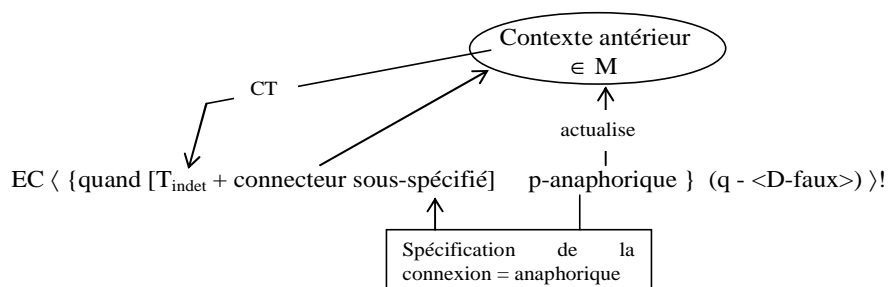 Contexte antérieur
∈ M
CT
actualise
EC ⟨ {quand [T_indet + connecteur sous-spécifié] p-anaphorique } (q - <D-faux>) ⟩!
Spécification de la
connexion = anaphorique